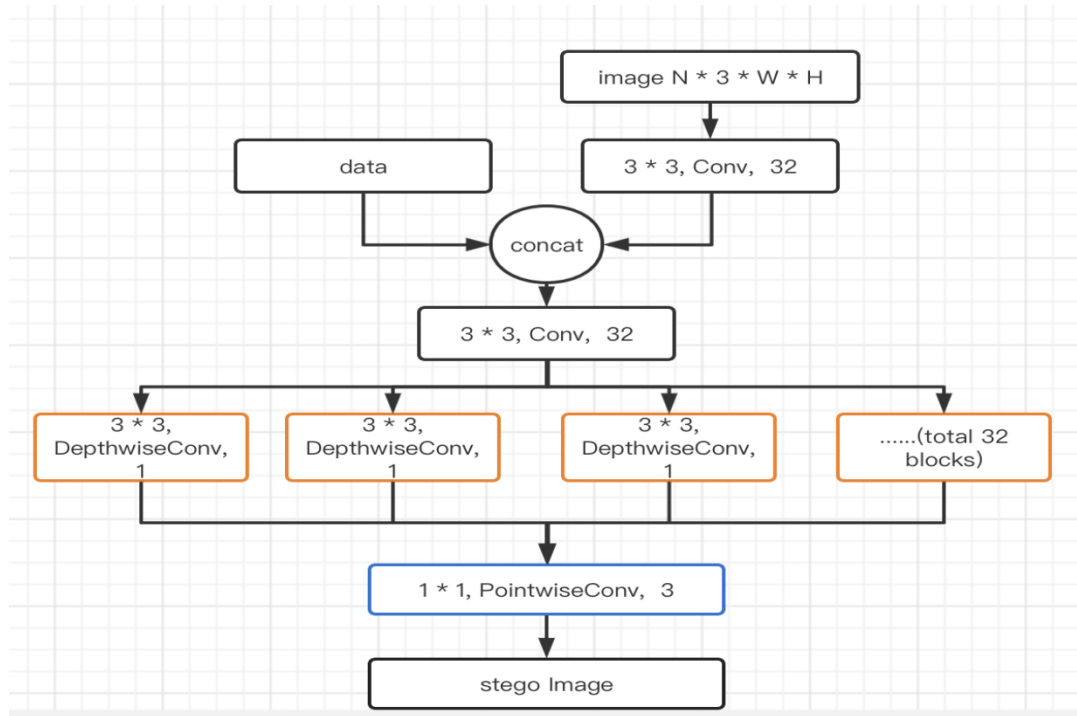 image N * 3 * W * H
data
3 * 3, Conv, 32
concat
3 * 3, Conv, 32
3 * 3,
DepthwiseConv,
1
3 * 3,
DepthwiseConv,
1
3 * 3,
DepthwiseConv,
1
......(total 32
blocks)
1 * 1, PointwiseConv, 3
stego Image